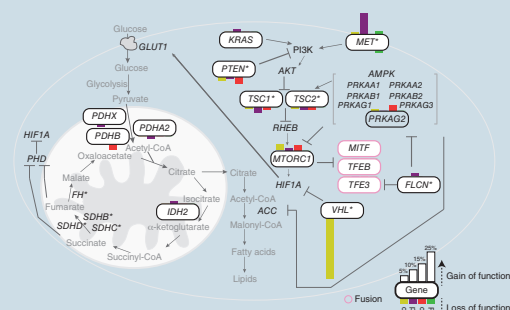 Glucose
GLUT1
Glucose
Glycolysis
Pyruvate
PDHX
PDHB
PDHA2
Acetyl-CoA
Oxaloacetate
HIF1A
PHD
Malate
FH*
Fumarate
SDHB*
SDHD*
SDHC*
Succinate
Succinyl-CoA
Citrate
Isocitrate
IDH2
α-ketoglutarate
Citrate
Acetyl-CoA
ACC
Malonyl-CoA
Fatty acids
Lipids
KRAS
PI3K
MET*
PTEN*
AKT
TSC1*
TSC2*
RHEB
MTORC1
HIF1A
VHL*
AMPK
PRKAA1 PRKAA2
PRKAB1 PRKAB2
PRKAG1 PRKAG3
PRKAG2
MITF
TFEB
TFE3
FLCN*
25%
15%
10%
5%
Gain of function
Gene
Fusion
Loss of function